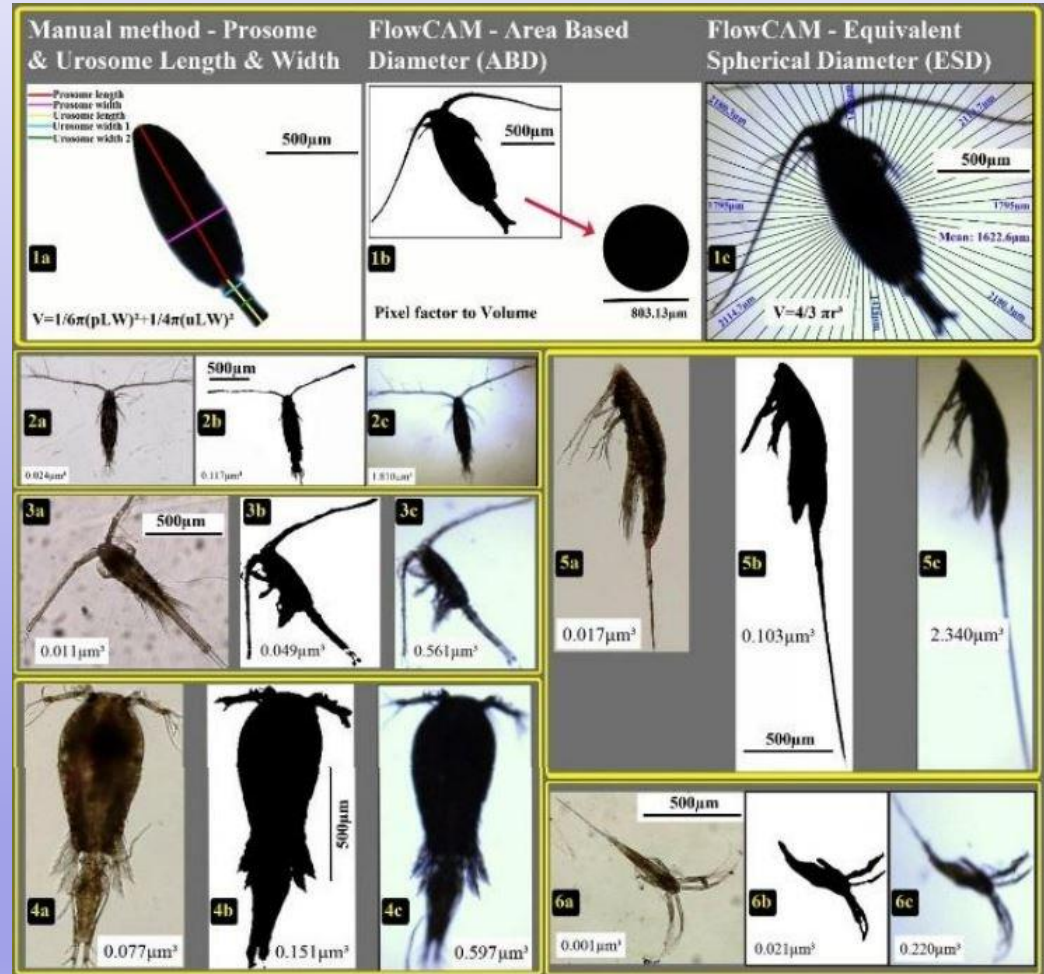 Manual method - Prosome
& Urosome Length & Width
Prosome length
Prosome width
Urosome length
Urosome width 1
Urosome width 2
500µm
1a
V=1/6π(pLW)²+1/4π(uLW)²
FlowCAM - Area Based
Diameter (ABD)
500µm
1b
Pixel factor to Volume
803.13µm
FlowCAM - Equivalent
Spherical Diameter (ESD)
500µm
1795µm
1795µm
Mean: 1622.6µm
1c
2114.7µm
V=4/3 πr³
2a
0.024µm³
500µm
2b
0.117µm³
2c
1.810µm³
3a
500µm
0.011µm³
3b
0.049µm³
3c
0.561µm³
4a
0.077µm³
500µm
4b
0.151µm³
4c
0.597µm³
5a
0.017µm³
5b
0.103µm³
500µm
5c
2.340µm³
500µm
6a
0.001µm³
6b
0.021µm³
6c
0.220µm³